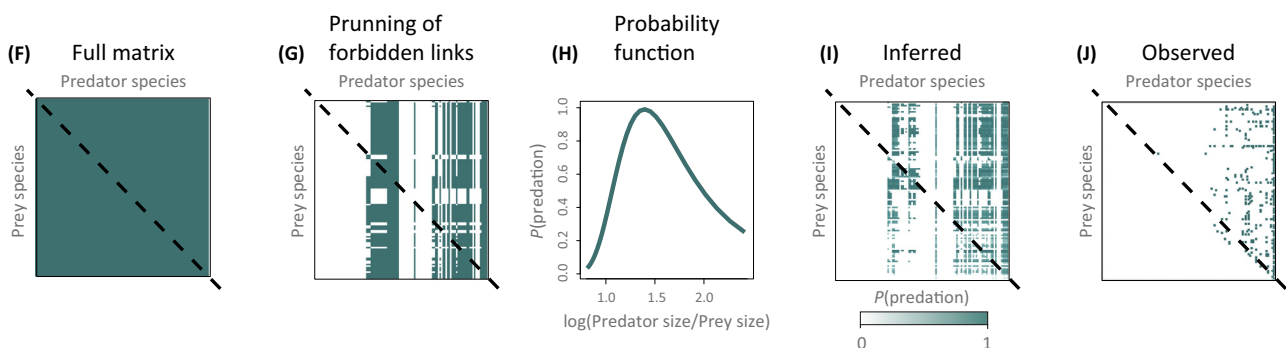 (F) Full matrix
Predator species
Prey species
(G) Prunning of
forbidden links
Predator species
Prey species
(H) Probability
function
P(predation)
0.0 0.2 0.4 0.6 0.8 1.0
1.0 1.5 2.0
log(Predator size/Prey size)
(I) Inferred
Predator species
Prey species
P(predation)
0 1
(J) Observed
Predator species
Prey species